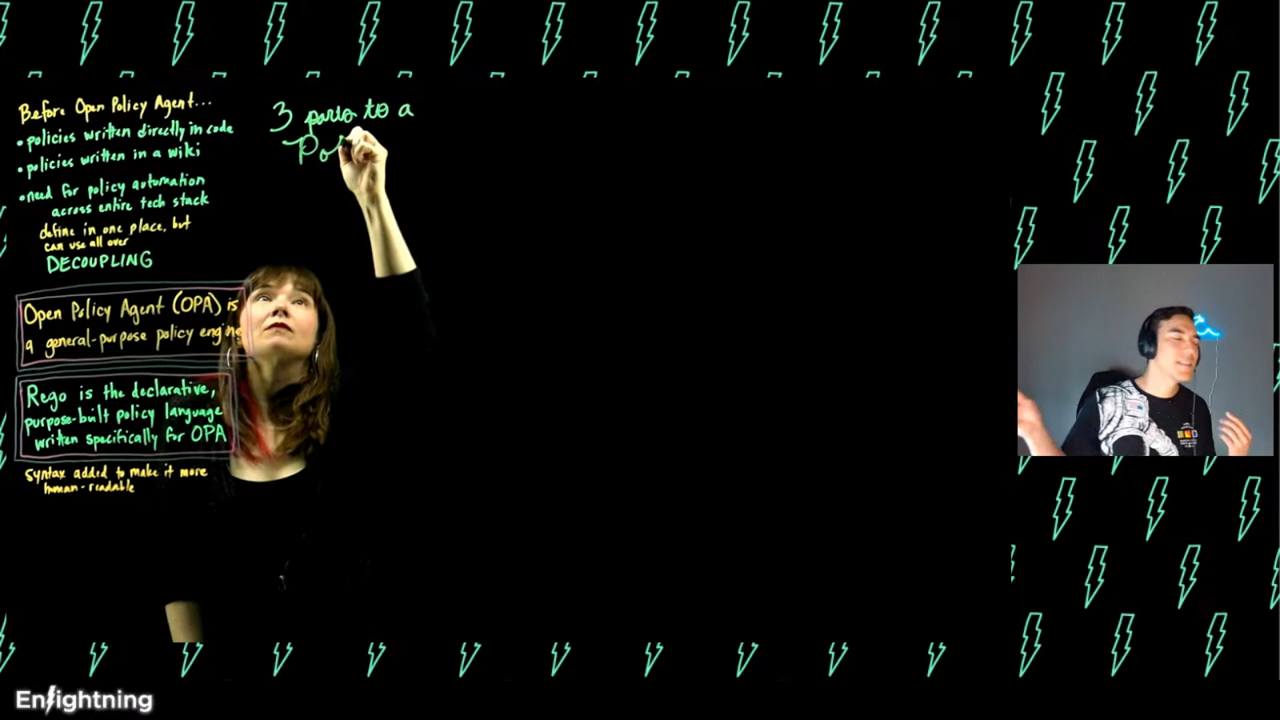 Before Open Policy Agent...
• policies written directly in code
• policies written in a wiki
• need for policy automation
across entire tech stack
define in one place, but
can use all over
DECOUPLING
Open Policy Agent (OPA) is
a general-purpose policy engine
Rego is the declarative,
purpose-built policy language
written specifically for OPA
Syntax added to make it more
human-readable
3 parts to a
Enlightning